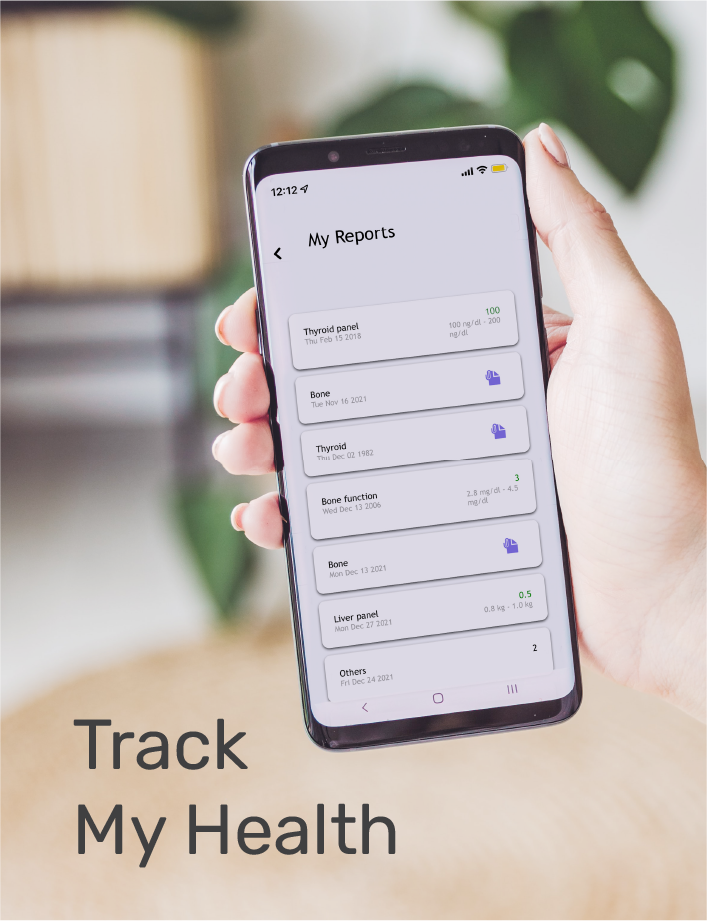 12:12
My Reports
Thyroid panel
100
Thu Feb 15 2018
100 ng/dl - 200
ng/dl
Bone
Tue Nov 16 2021
Thyroid
Thu Dec 02 1982
Bone function
3
Wed Dec 13 2006
2.8 mg/dl - 4.5
mg/dl
Bone
Mon Dec 13 2021
Liver panel
0.5
Mon Dec 27 2021
0.8 kg - 1.0 kg
Others
2
Fri Dec 24 2021
Track
My Health